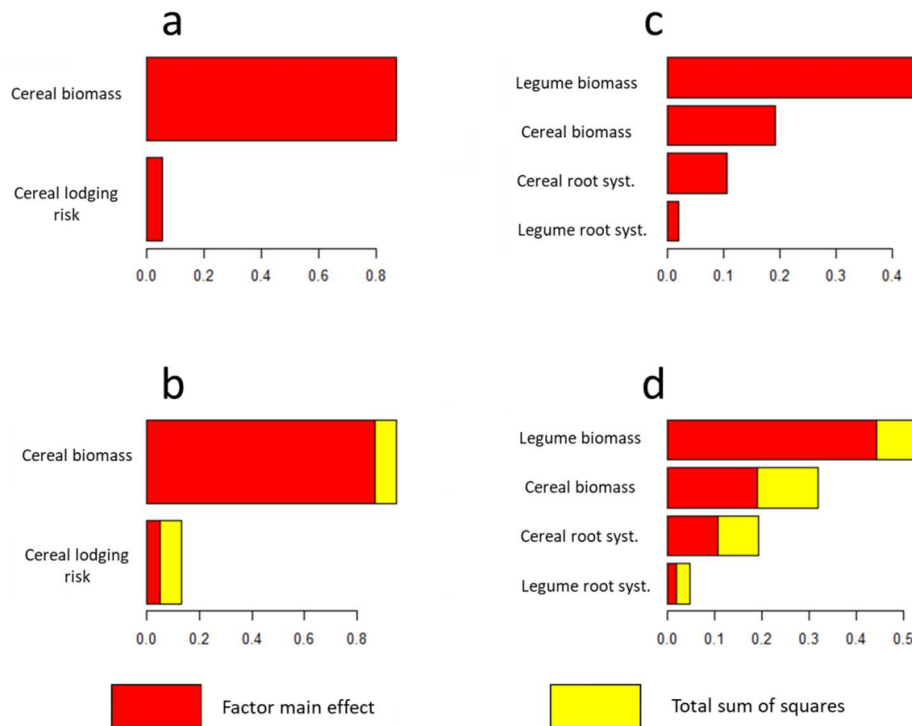 a
Cereal biomass
Cereal lodging
risk
0.0 0.2 0.4 0.6 0.8
c
Legume biomass
Cereal biomass
Cereal root syst.
Legume root syst.
0.0 0.1 0.2 0.3 0.4
b
Cereal biomass
Cereal lodging
risk
0.0 0.2 0.4 0.6 0.8
d
Legume biomass
Cereal biomass
Cereal root syst.
Legume root syst.
0.0 0.1 0.2 0.3 0.4 0.5
Factor main effect
Total sum of squares